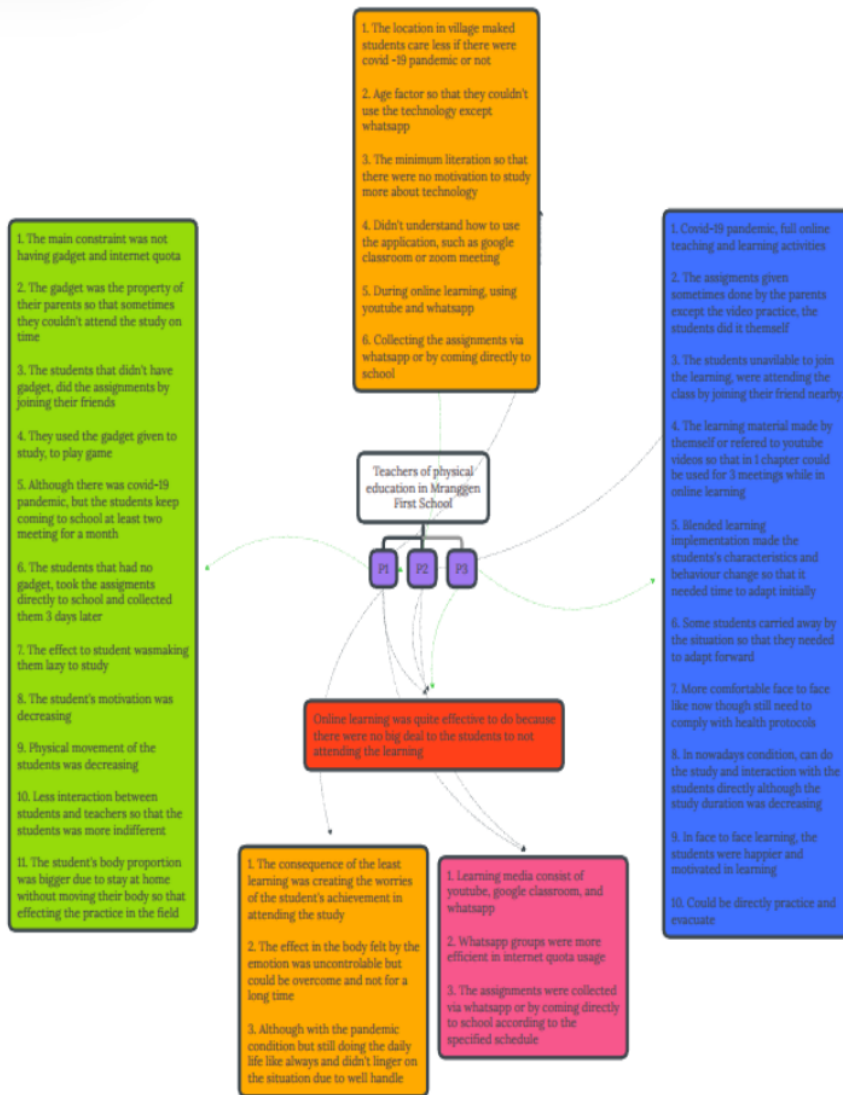 1. The location in village maked
students care less if there were
covid -19 pandemic or not
2. Age factor so that they couldn't
use the technology except
whatsapp
3. The minimum literation so that
there were no motivation to study
more about technology
4. Didn't understand how to use
the application, such as google
classroom or zoom meeting
5. During online learning, using
youtube and whatsapp
6. Collecting the assignments via
whatsapp or by coming directly to
school
1. The main constraint was not
having gadget and internet quota
2. The gadget was the property of
their parents so that sometimes
they couldn't attend the study on
time
3. The students that didn't have
gadget, did the assignments by
joining their friends
4. They used the gadget given to
study, to play game
5. Although there was covid-19
pandemic, but the students keep
coming to school at least two
meeting for a month
6. The students that had no
gadget, took the assigments
directly to school and collected
them 3 days later
7. The effect to student wasmaking
them lazy to study
8. The student's motivation was
decreasing
9. Physical movement of the
students was decreasing
10. Less interaction between
students and teachers so that the
students was more indifferent
11. The student's body proportion
was bigger due to stay at home
without moving their body so that
effecting the practice in the field
Teachers of physical
education in Mranggen
First School
P1 P2 P3
1. Covid-19 pandemic, full online
teaching and learning activities
2. The assigment given
sometimes done by the parents
except the video practice, the
students did it themself
3. The students unavilable to join
the learning, were attending the
class by joining their friend nearby.
4. The learning material made by
themself or refered to youtube
videos so that in 1 chapter could
be used for 3 meetings while in
online learning
5. Blended learning
implementation made the
students's characteristics and
behaviour change so that it
needed time to adapt initially
6. Some students carried away by
the situation so that they needed
to adapt forward
7. More comfortable face to face
like now though still need to
comply with health protocols
8. In nowadays condition, can do
the study and interaction with the
students directly although the
study duration was decreasing
9. In face to face learning, the
students were happier and
motivated in learning
10. Could be directly practice and
evacuate
Online learning was quite effective to do because
there were no big deal to the students to not
attending the learning
1. The consequence of the least
learning was creating the worries
of the student's achievement in
attending the study
2. The effect in the body felt by the
emotion was uncontrolable but
could be overcome and not for a
long time
3. Although with the pandemic
condition but still doing the daily
life like always and didn't linger on
the situation due to well handle
1. Learning media consist of
youtube, google classroom, and
whatsapp
2. Whatsapp groups were more
efficient in internet quota usage
3. The assignments were collected
via whatsapp or by coming directly
to school according to the
specified schedule